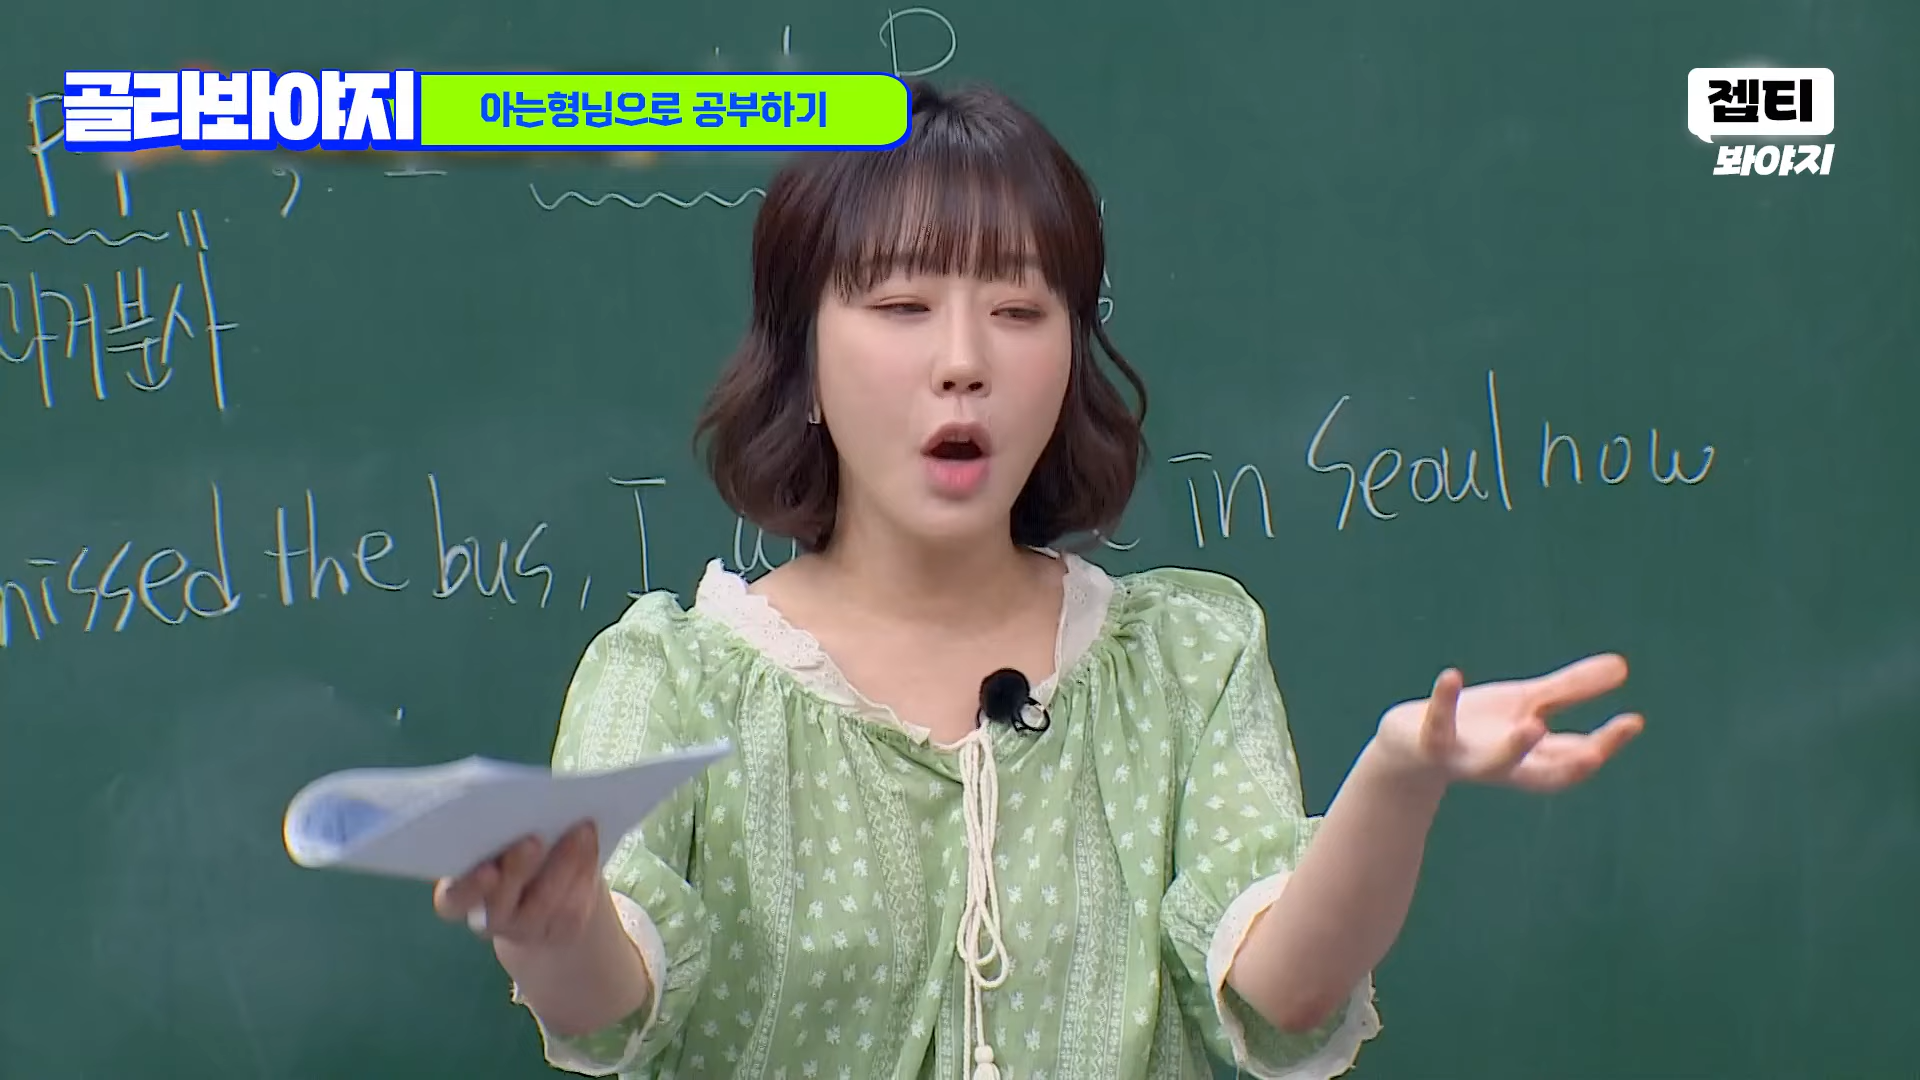 골라봐야지 아는형님으로 공부하기
젭티
봐야지
P
과거분사
missed the bus, I in Seoul now